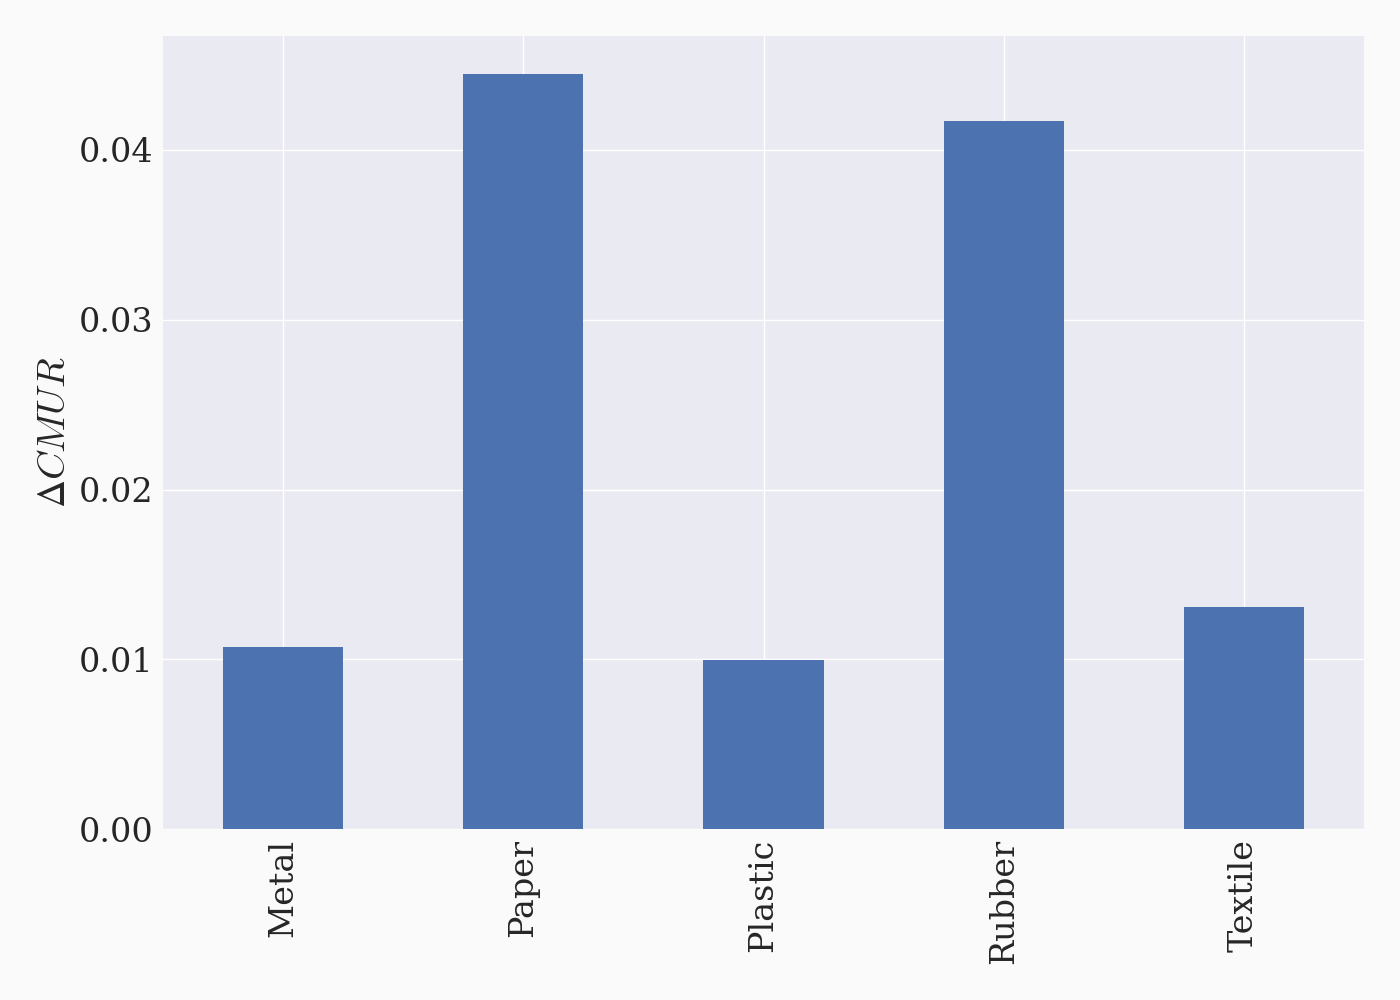 ΔCMUR
0.04
0.03
0.02
0.01
0.00
Metal
Paper
Plastic
Rubber
Textile